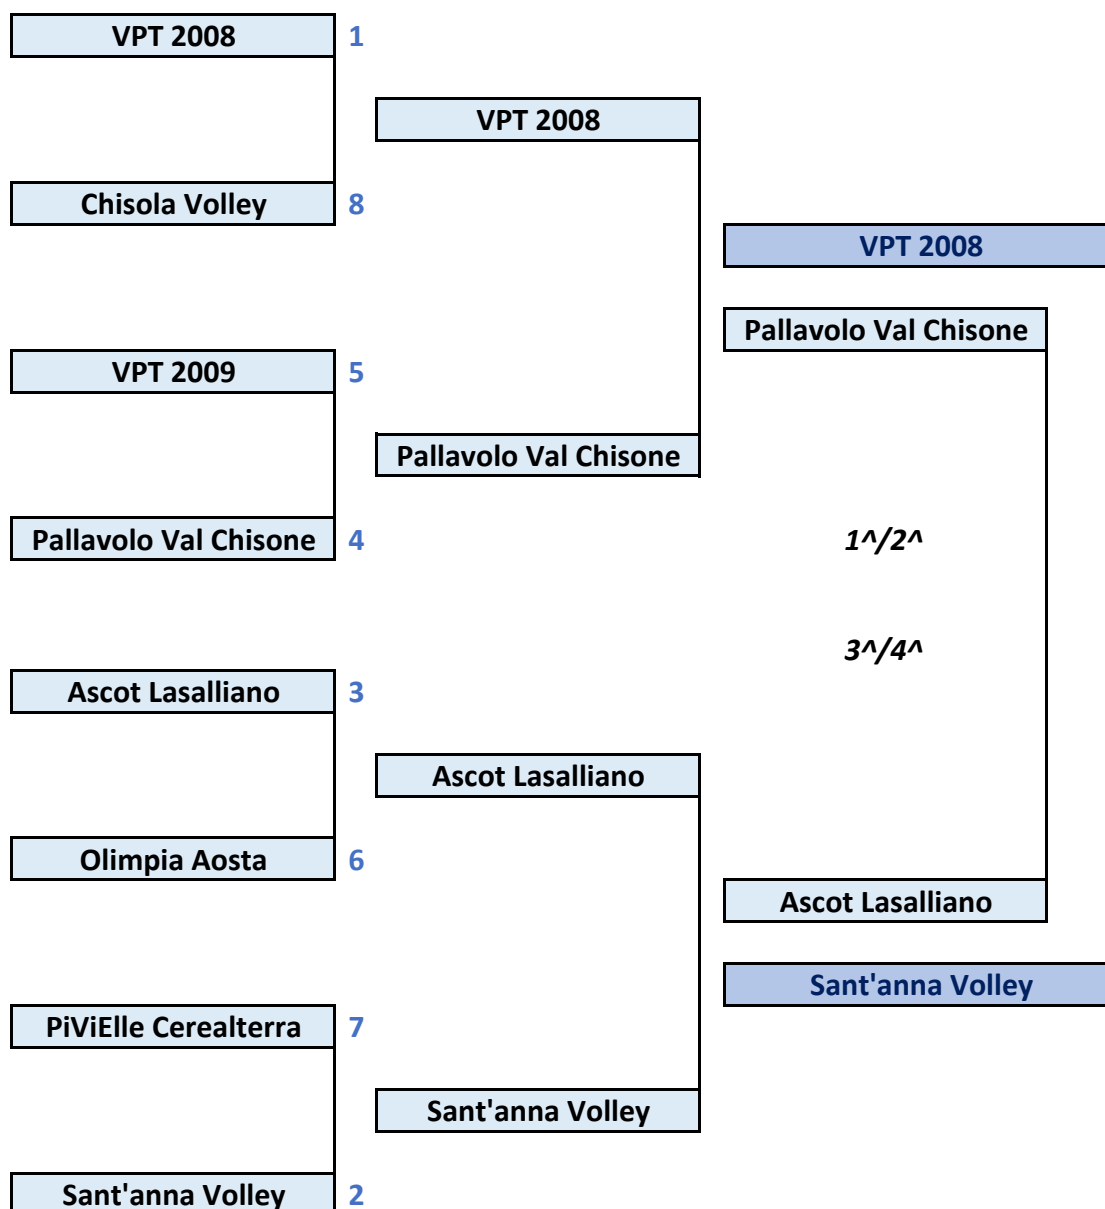 VPT 2008 1
VPT 2008
Chisola Volley 8
VPT 2008
Pallavolo Val Chisone
VPT 2009 5
Pallavolo Val Chisone
Pallavolo Val Chisone 4
1^/2^
3^/4^
Ascot Lasalliano 3
Ascot Lasalliano
Olimpia Aosta 6
Ascot Lasalliano
Sant'anna Volley
PiViElle Cerealterra 7
Sant'anna Volley
Sant'anna Volley 2